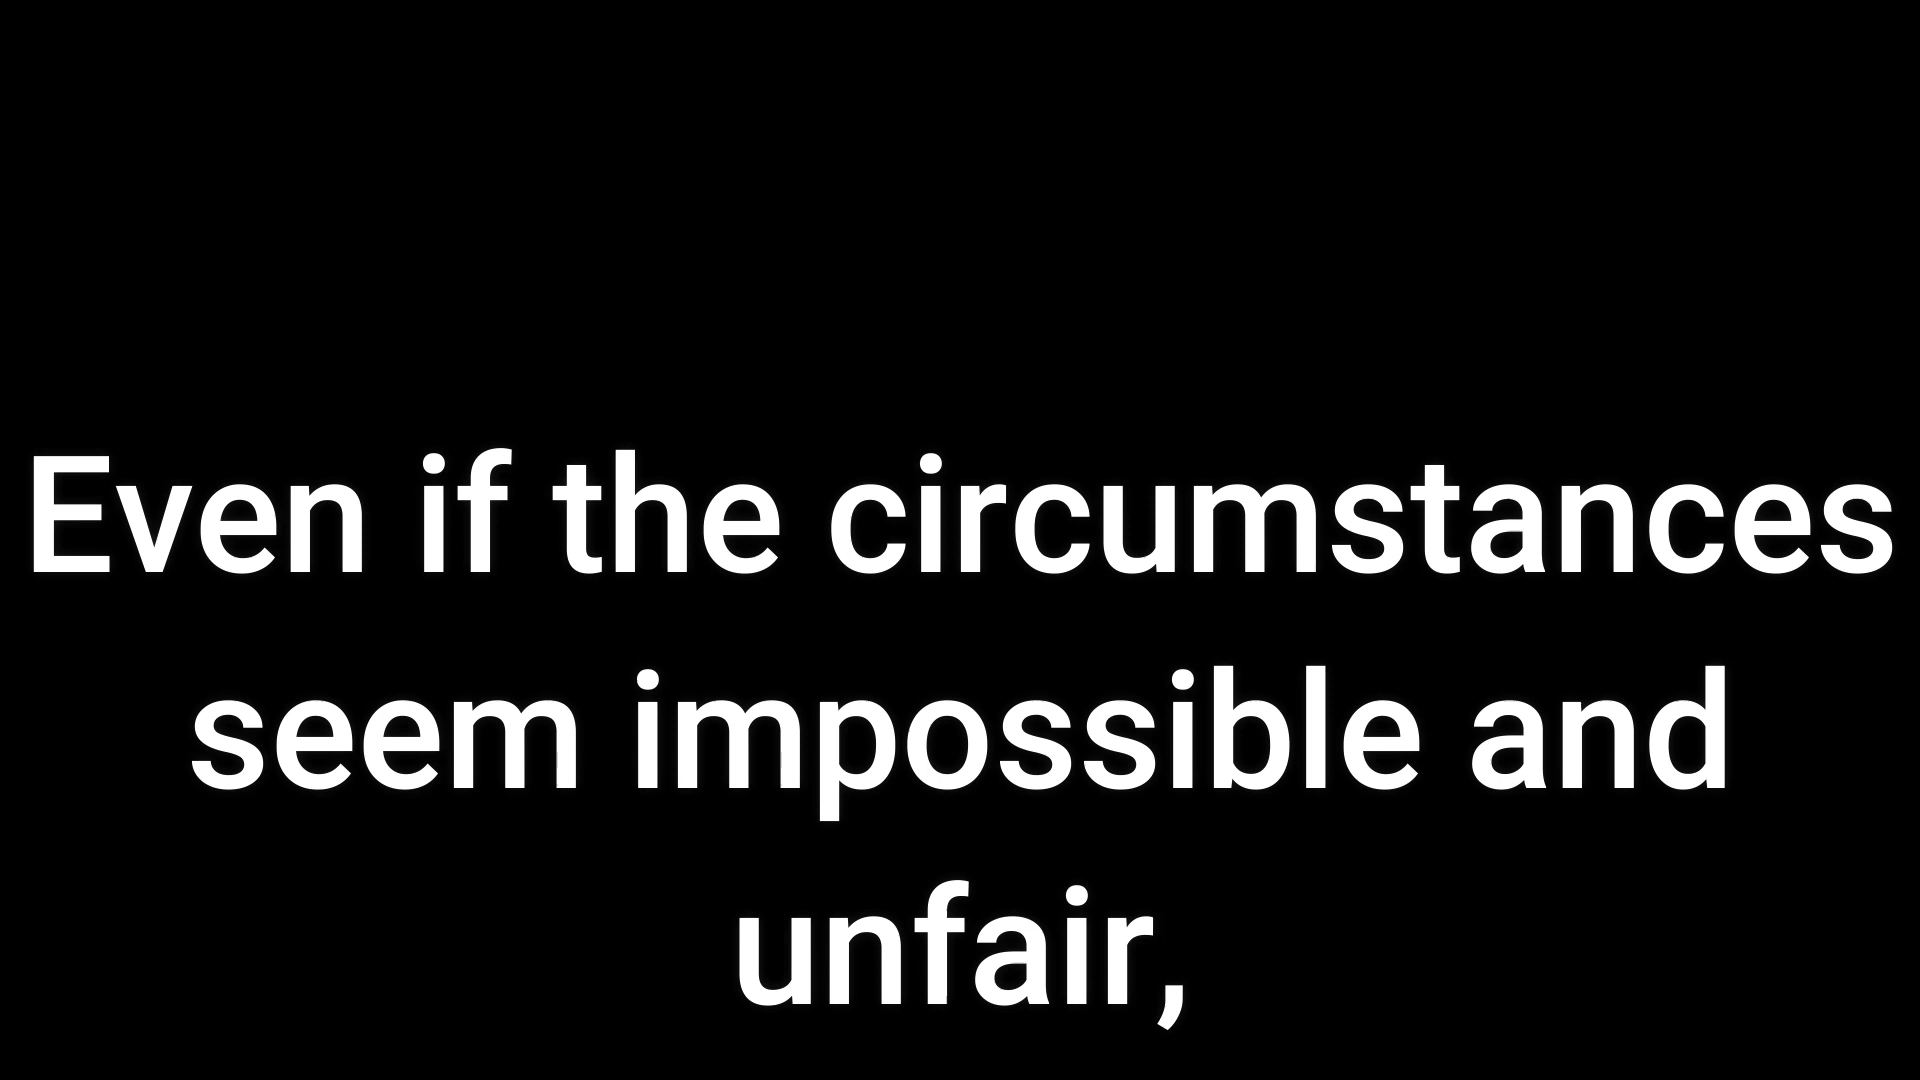 Even if the circumstances
seem impossible and
unfair,